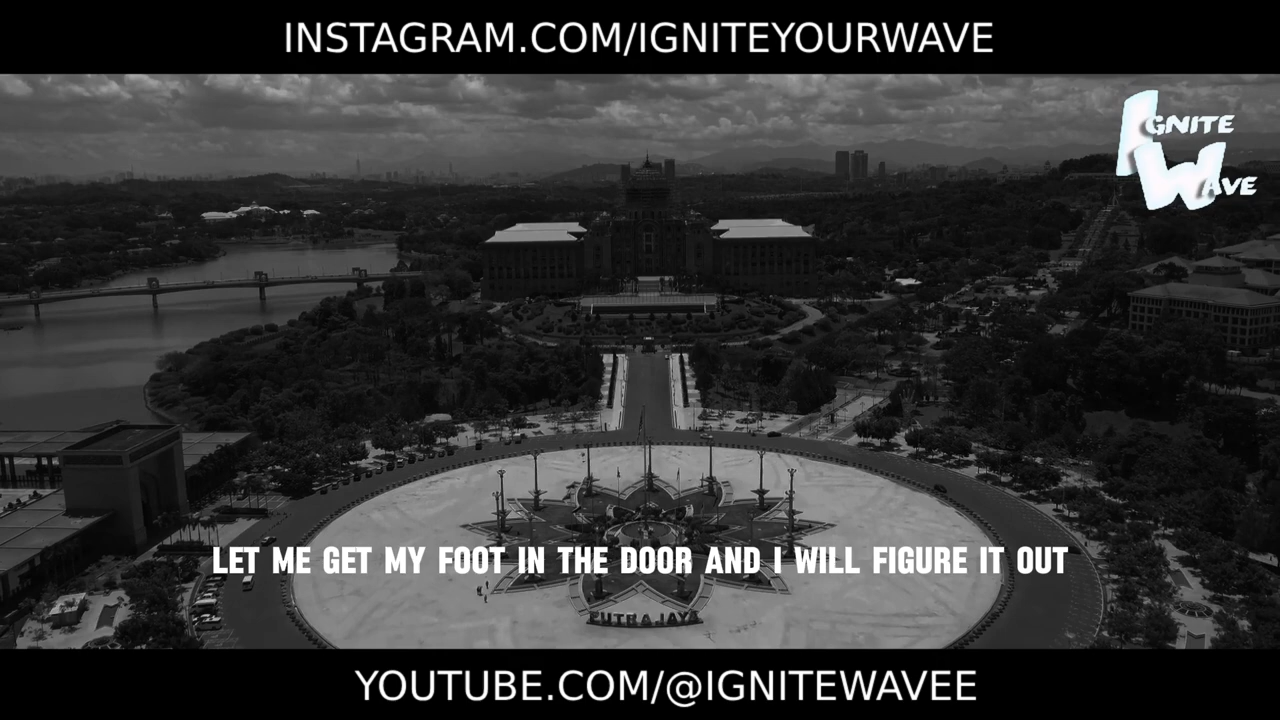 INSTAGRAM.COM/IGNITEYOURWAVE
IGNITE
WAVE
LET ME GET MY FOOT IN THE DOOR AND I WILL FIGURE IT OUT
PUTRAJAYA
YOUTUBE.COM/@IGNITEWAVEE